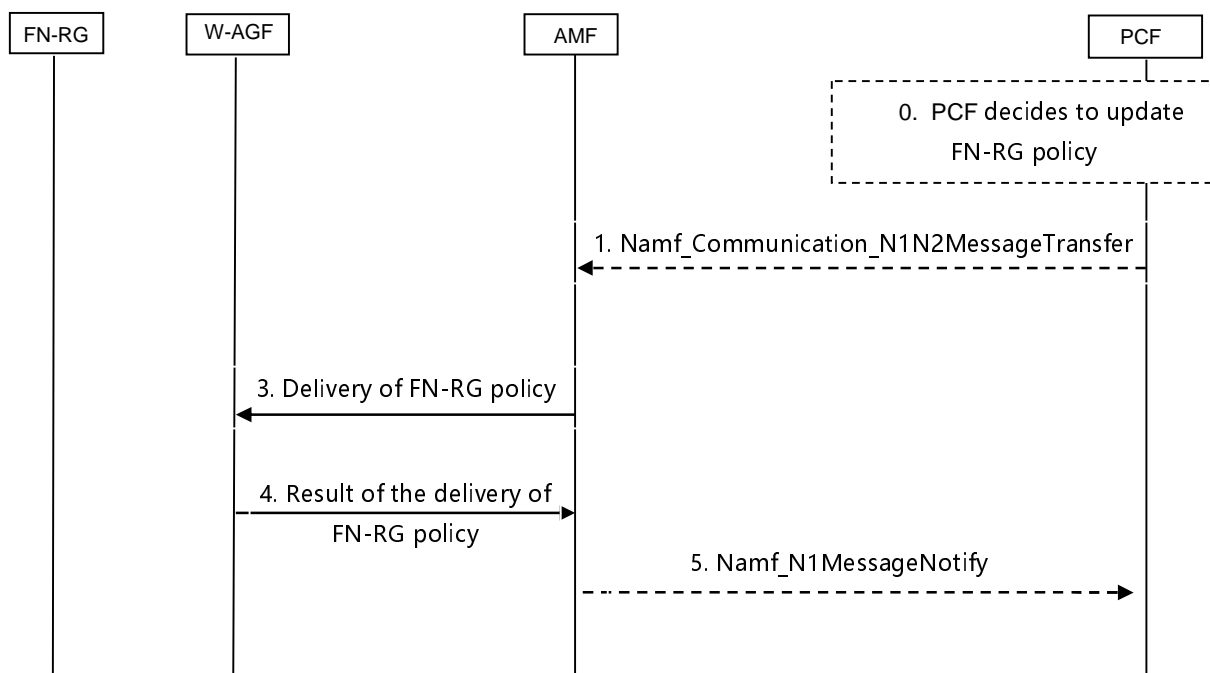 FN-RG
W-AGF
AMF
PCF
0. PCF decides to update
FN-RG policy
1. Namf_Communication_N1N2MessageTransfer
3. Delivery of FN-RG policy
4. Result of the delivery of
FN-RG policy
5. Namf_N1MessageNotify